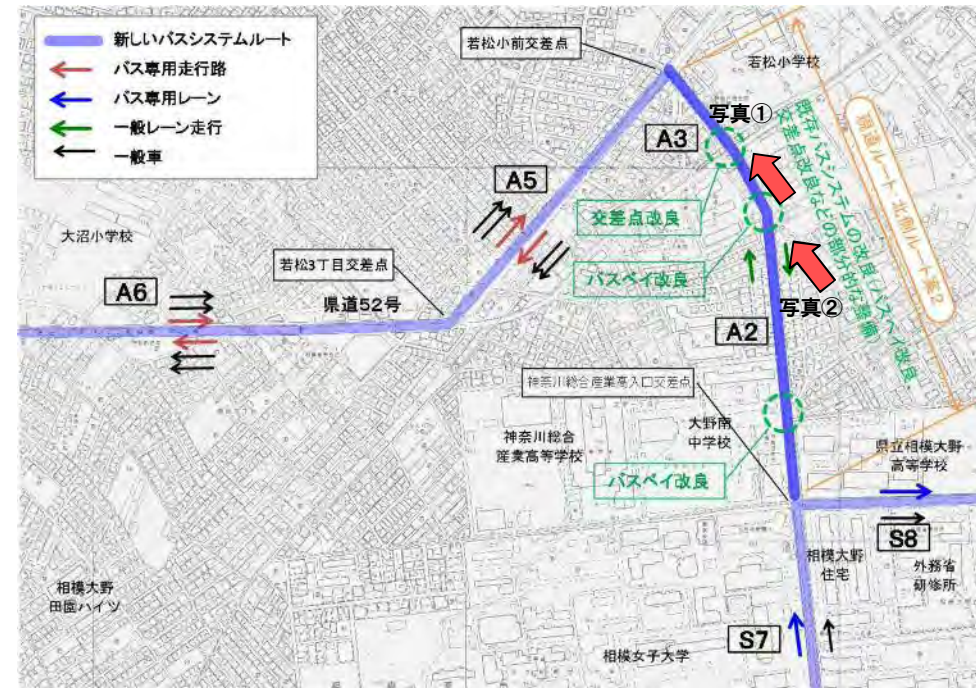 新しいバスシステムルート
バス専用走行路
バス専用レーン
一般レーン走行
一般車
若松小前交差点
若松小学校
写真①
A3
既存バスシステムの改良(バスベイ改良、
交差点改良などの部分的な整備)
南進ルート 北側ルート案2
A5
交差点改良
大沼小学校
若松3丁目交差点
バスベイ改良
A6
県道52号
写真②
A2
神奈川総合産業高入口交差点
神奈川総合
産業高等学校
大野南
中学校
県立相模大野
高等学校
バスベイ改良
S8
相模大野
住宅
外務省
研修所
相模大野
田園ハイツ
S7
相模女子大学